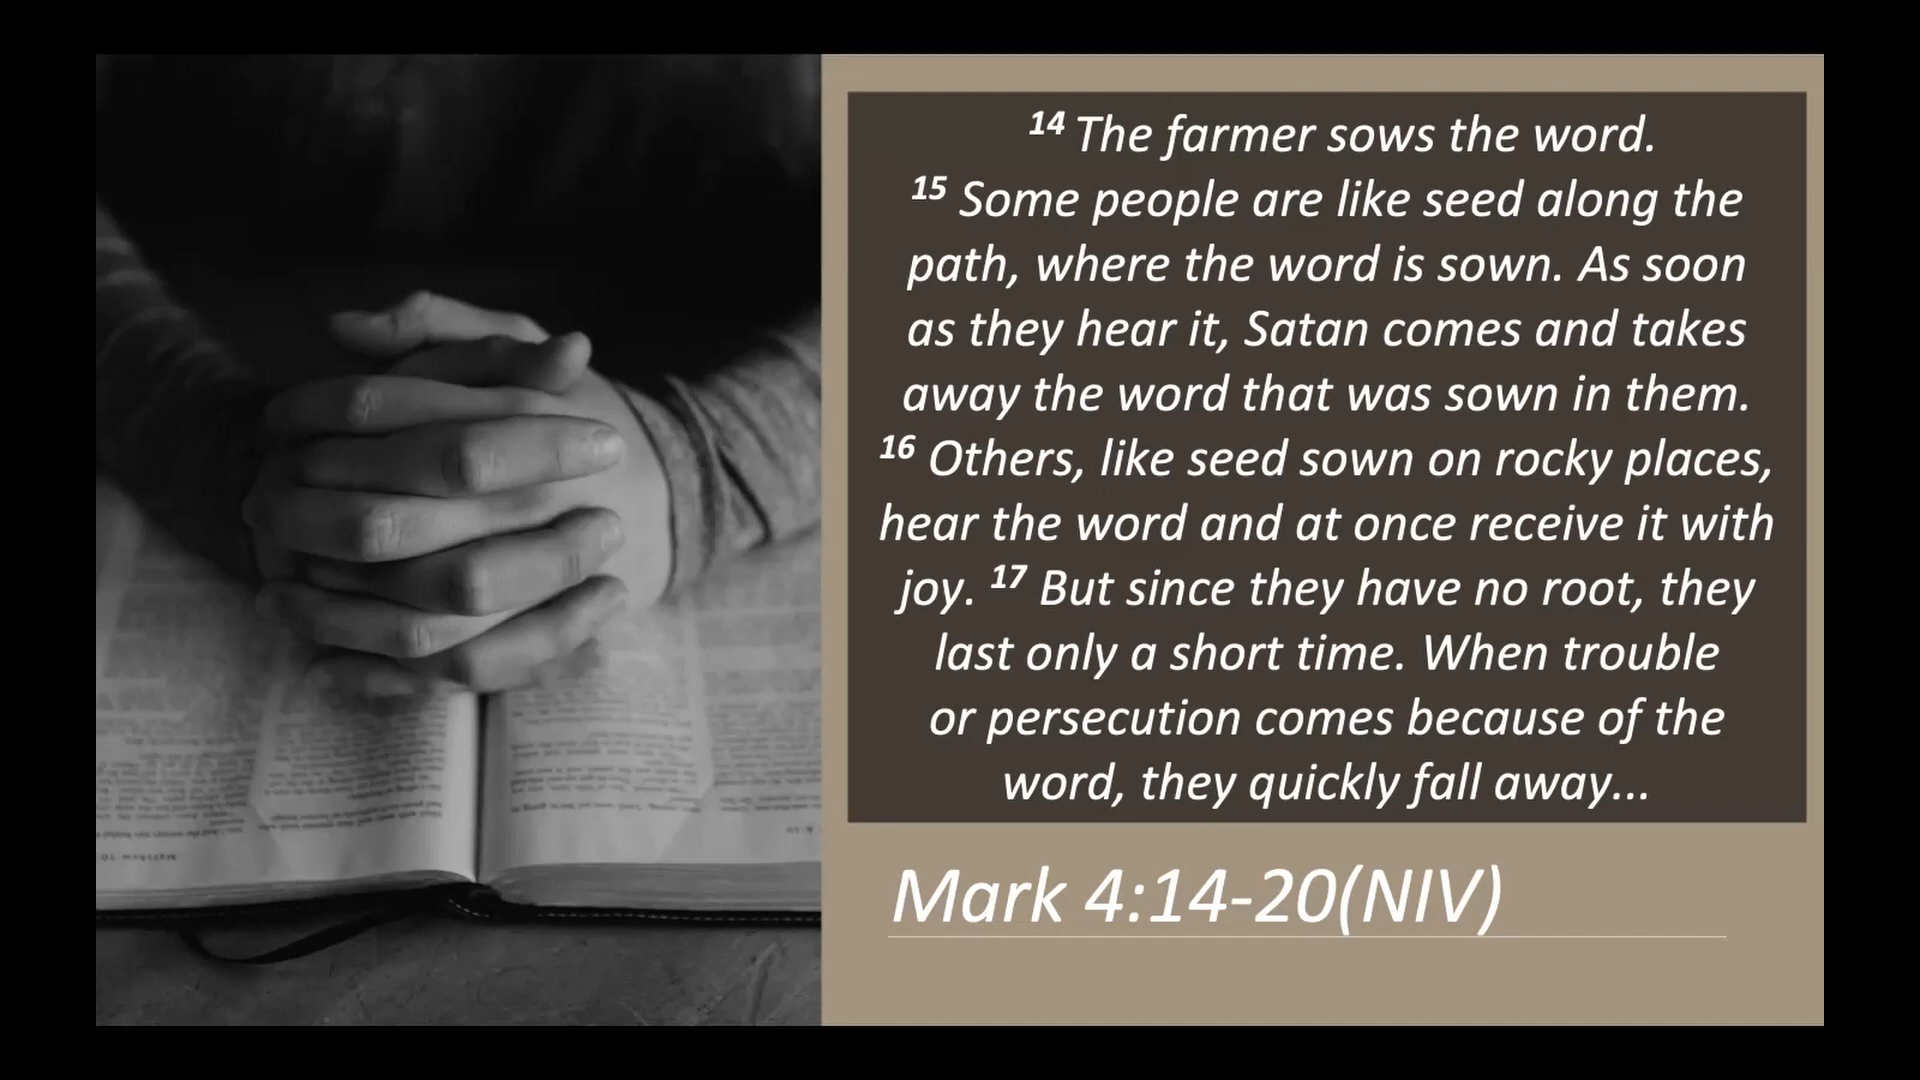 14 The farmer sows the word.
15 Some people are like seed along the
path, where the word is sown. As soon
as they hear it, Satan comes and takes
away the word that was sown in them.
16 Others, like seed sown on rocky places,
hear the word and at once receive it with
joy. 17 But since they have no root, they
last only a short time. When trouble
or persecution comes because of the
word, they quickly fall away...
Mark 4:14-20(NIV)